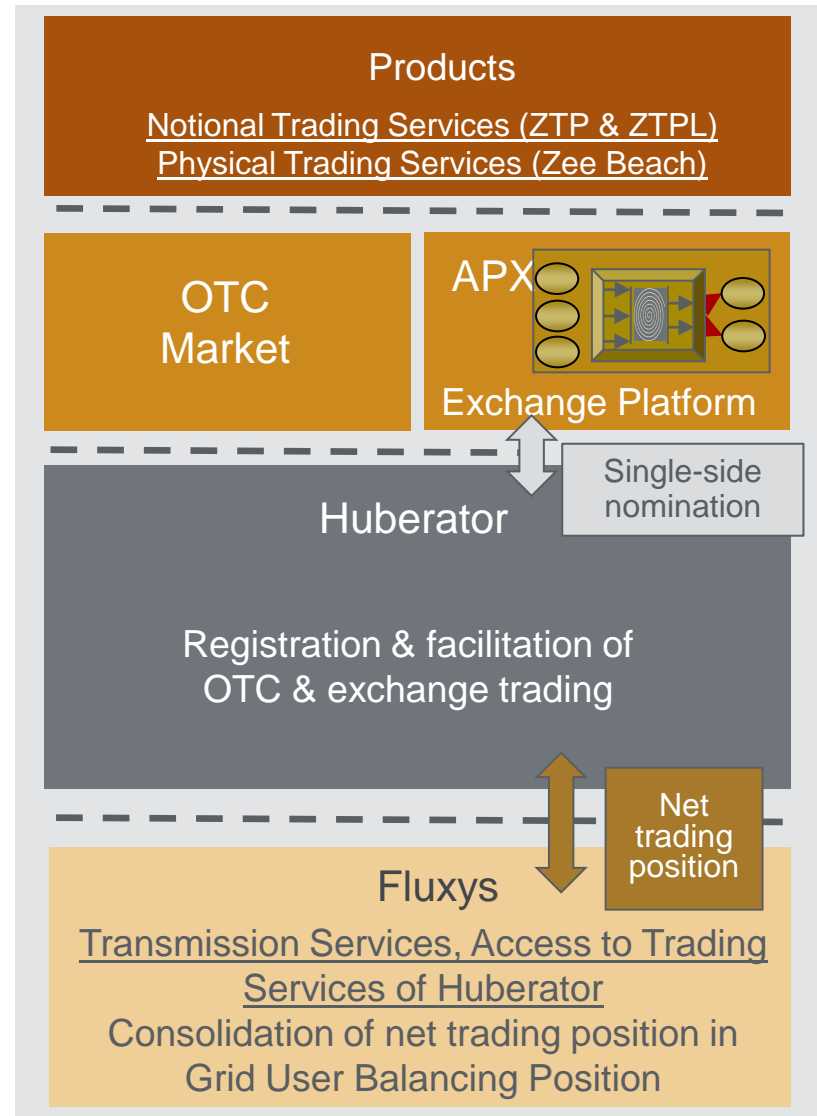 Products
Notional Trading Services (ZTP & ZTPL)
Physical Trading Services (Zee Beach)
OTC
Market
APX
Exchange Platform
Single-side
nomination
Huberator
Registration & facilitation of
OTC & exchange trading
Net
trading
position
Fluxys
Transmission Services, Access to Trading
Services of Huberator
Consolidation of net trading position in
Grid User Balancing Position